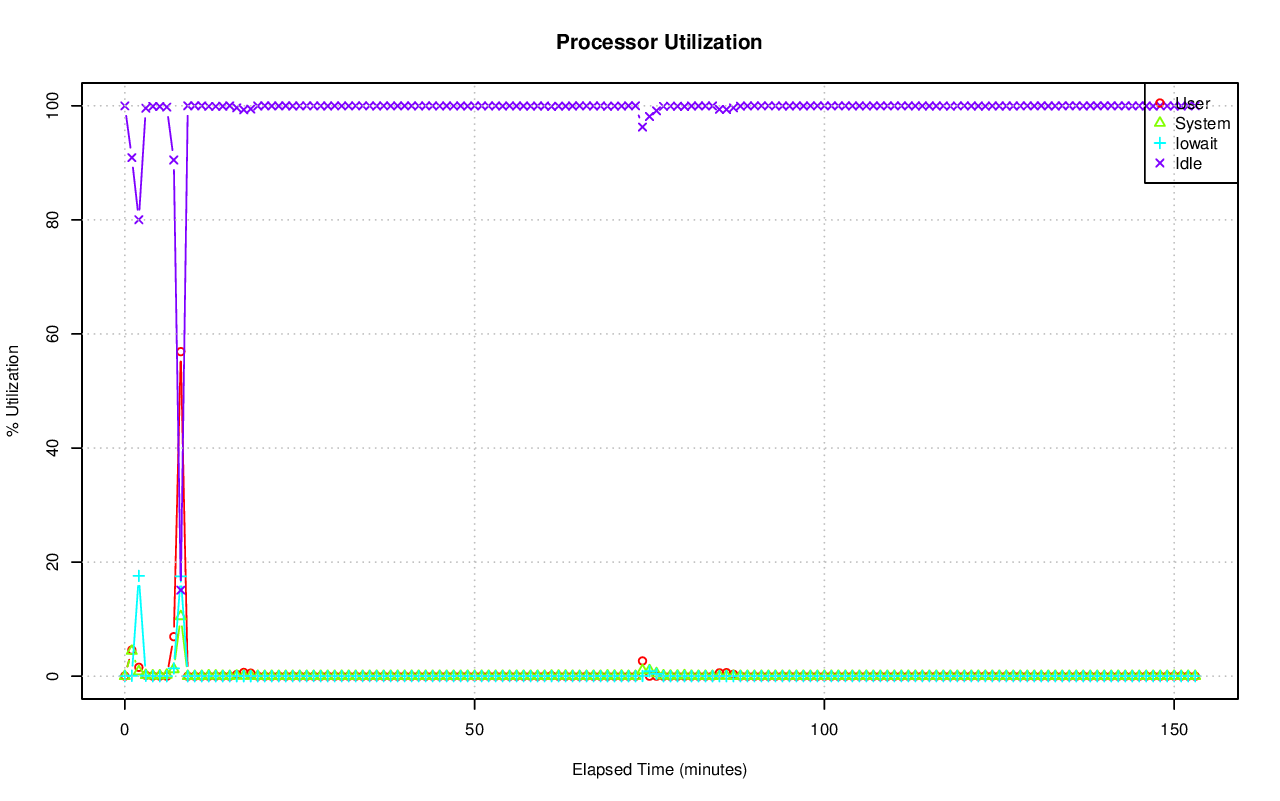 Processor Utilization
100
80
60
40
20
0
% Utilization
User
System
Iowait
Idle
0 50 100 150
Elapsed Time (minutes)